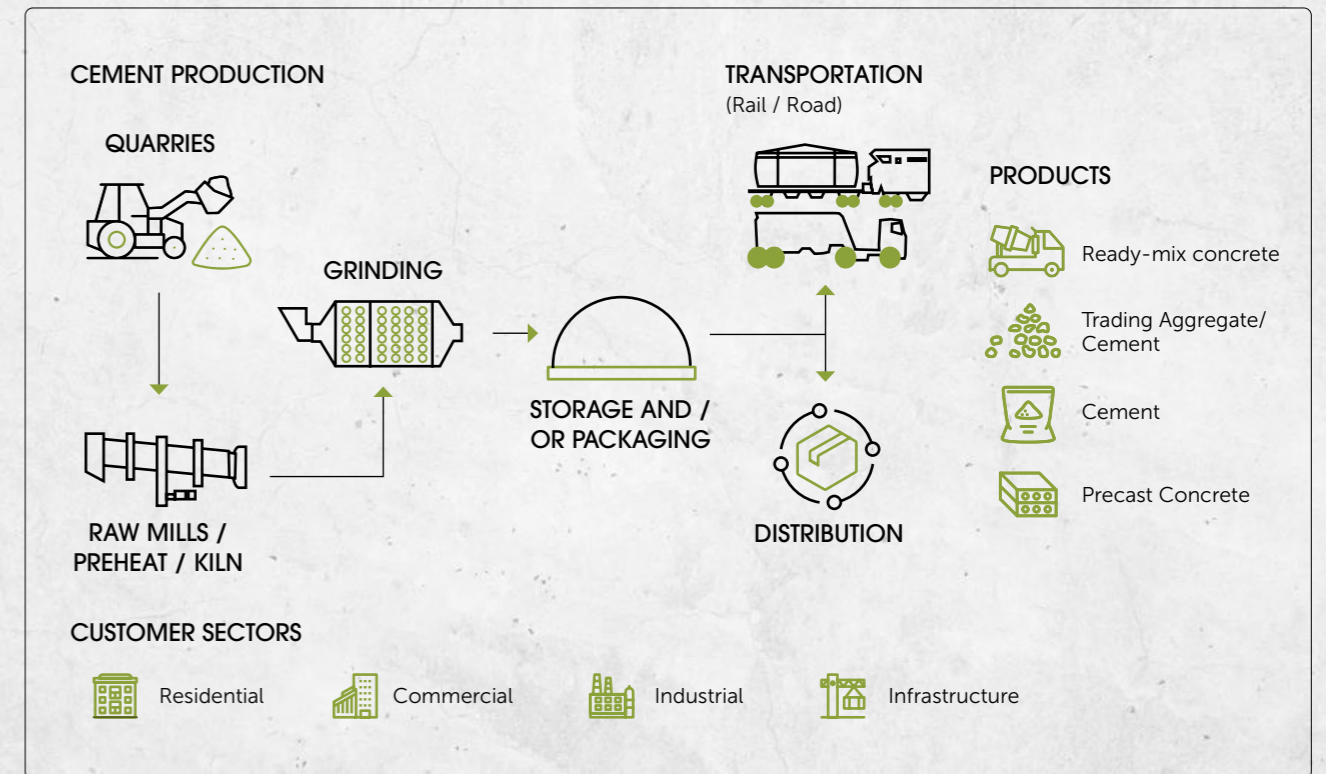 CEMENT PRODUCTION
QUARRIES
RAW MILLS /
PREHEAT / KILN
GRINDING
STORAGE AND /
OR PACKAGING
TRANSPORTATION
(Rail / Road)
DISTRIBUTION
PRODUCTS
Ready-mix concrete
Trading Aggregate/
Cement
Cement
Precast Concrete
CUSTOMER SECTORS
Residential
Commercial
Industrial
Infrastructure